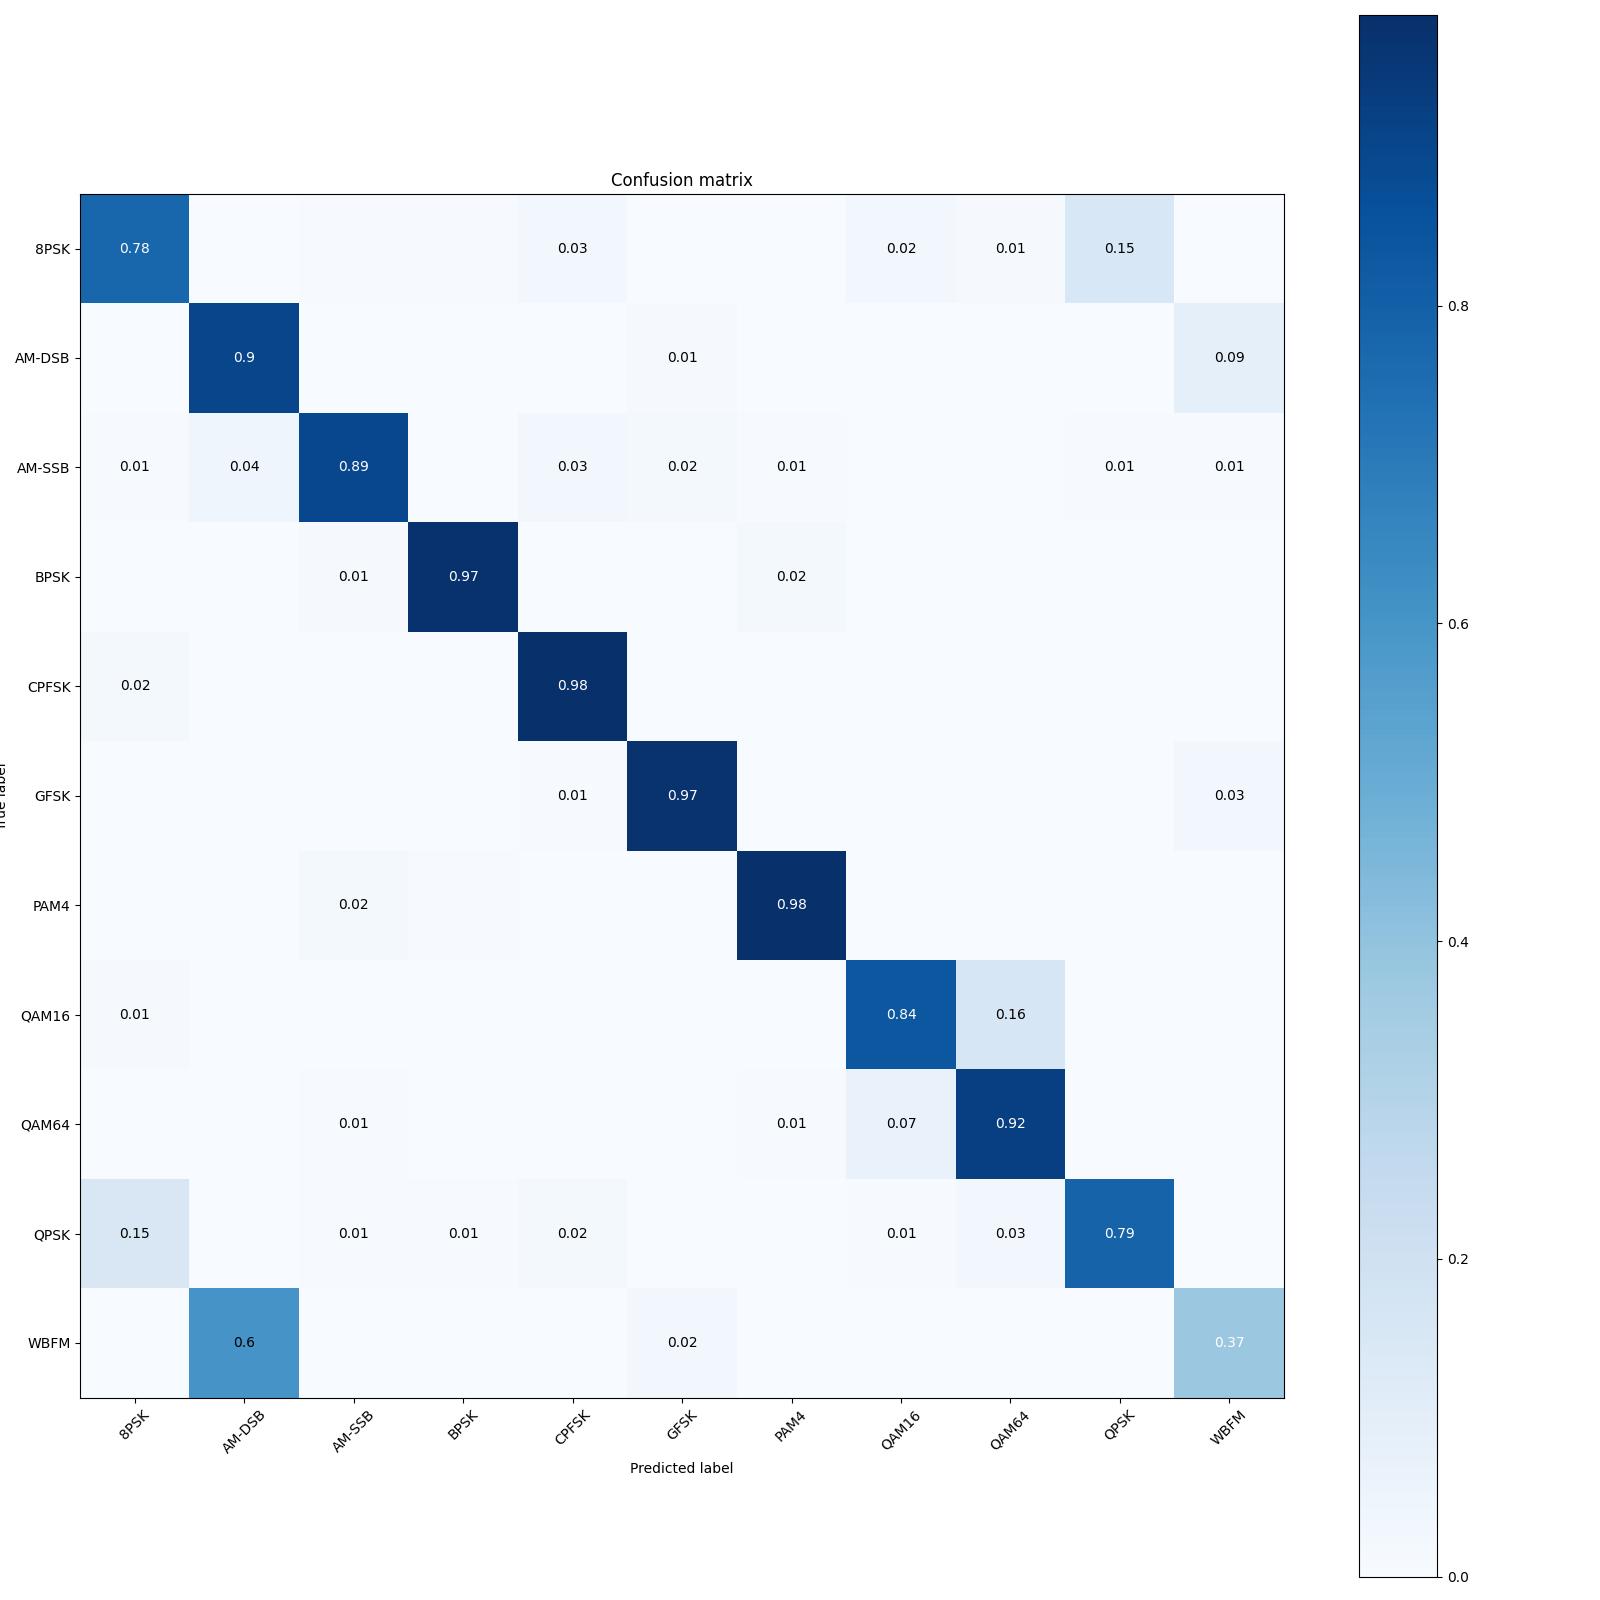 Confusion matrix
8PSK 0.78 0.03 0.02 0.01 0.15
AM-DSB 0.9 0.01 0.09
0.8
AM-SSB 0.01 0.04 0.89 0.03 0.02 0.01 0.01 0.01
BPSK 0.01 0.97 0.02
0.6
CPFSK 0.02 0.98
GFSK 0.01 0.97 0.03
PAM4 0.02 0.98
0.4
QAM16 0.01 0.84 0.16
QAM64 0.01 0.01 0.07 0.92
QPSK 0.15 0.01 0.01 0.02 0.01 0.03 0.79
0.2
WBFM 0.6 0.02 0.37
8PSK AM-DSB AM-SSB BPSK CPFSK GFSK PAM4 QAM16 QAM64 QPSK WBFM
Predicted label
0.0